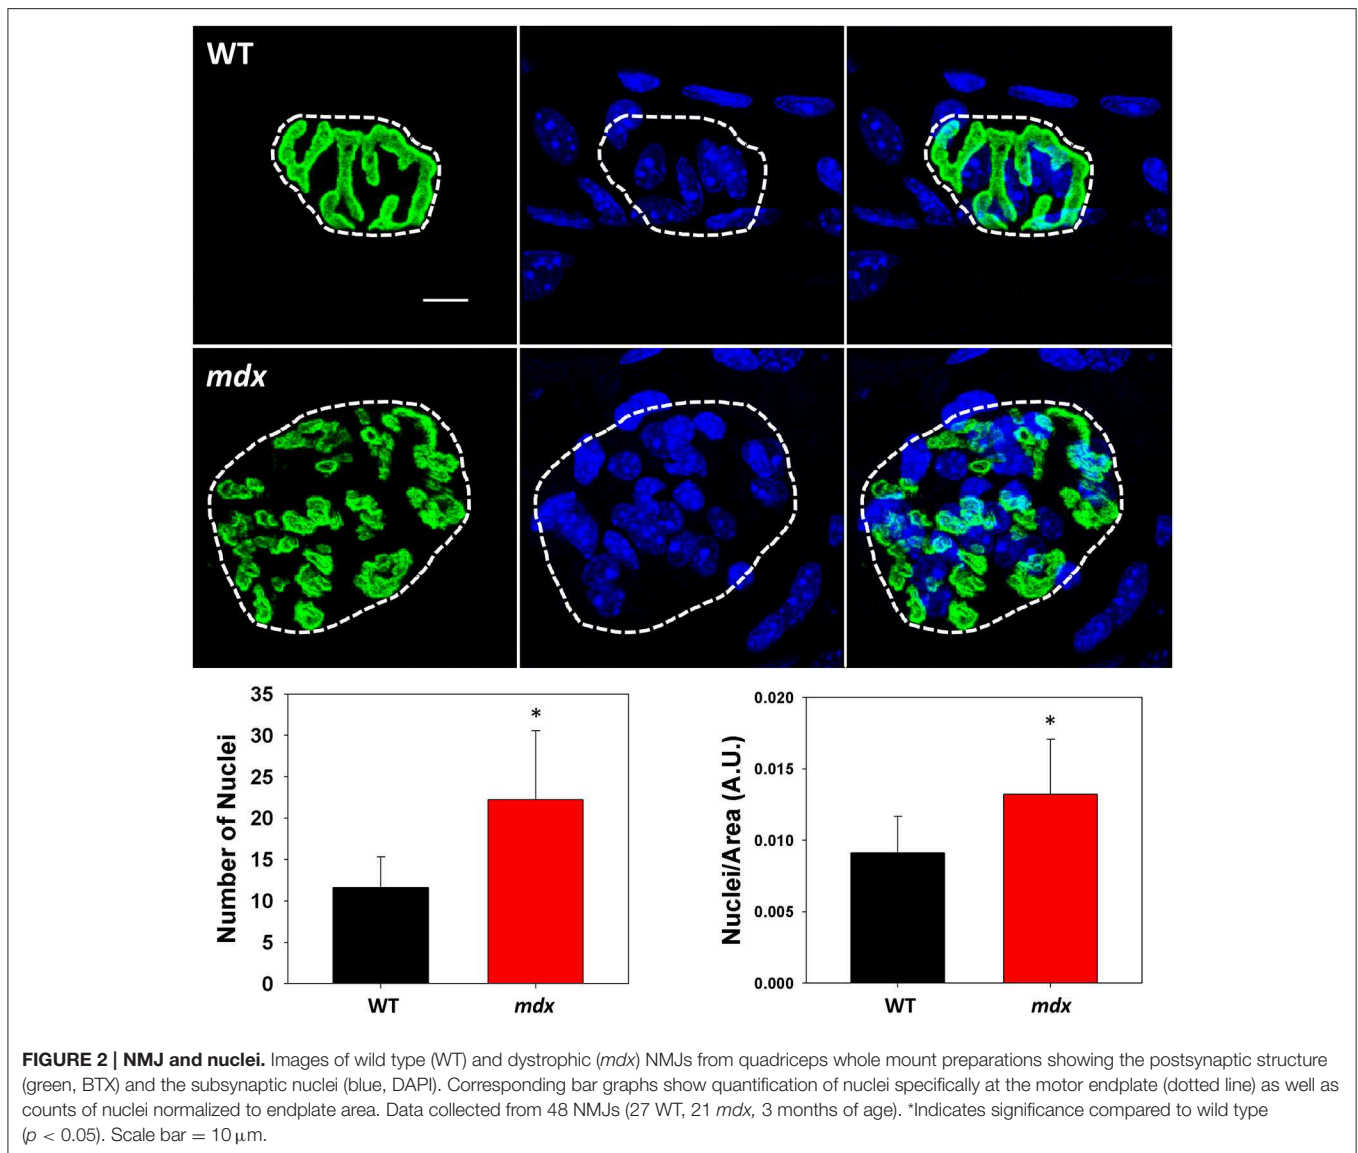 WT
mdx
35
30
25
20
15
10
5
0
Number of Nuclei
*
WT
mdx
0.020
0.015
0.010
0.005
0.000
Nuclei/Area (A.U.)
*
WT
mdx
FIGURE 2 | NMJ and nuclei. Images of wild type (WT) and dystrophic (mdx) NMJs from quadriceps whole mount preparations showing the postsynaptic structure
(green, BTX) and the subsynaptic nuclei (blue, DAPI). Corresponding bar graphs show quantification of nuclei specifically at the motor endplate (dotted line) as well as
counts of nuclei normalized to endplate area. Data collected from 48 NMJs (27 WT, 21 mdx, 3 months of age). *Indicates significance compared to wild type
(p < 0.05). Scale bar = 10 μm.